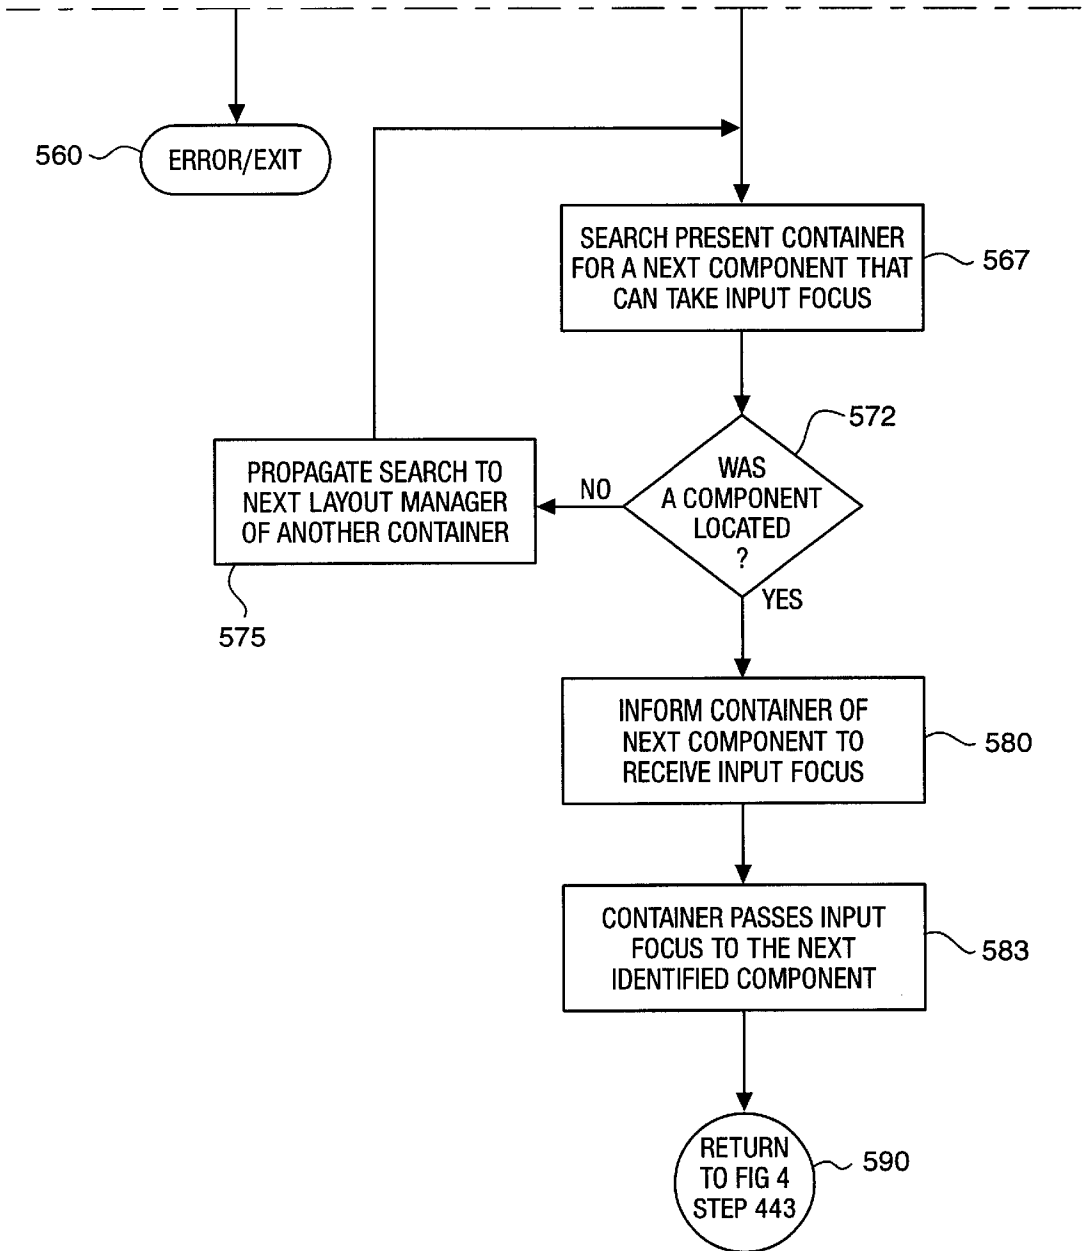 560
ERROR/EXIT
SEARCH PRESENT CONTAINER
FOR A NEXT COMPONENT THAT
CAN TAKE INPUT FOCUS
567
572
WAS
A COMPONENT
LOCATED
?
NO
YES
PROPAGATE SEARCH TO
NEXT LAYOUT MANAGER
OF ANOTHER CONTAINER
575
INFORM CONTAINER OF
NEXT COMPONENT TO
RECEIVE INPUT FOCUS
580
CONTAINER PASSES INPUT
FOCUS TO THE NEXT
IDENTIFIED COMPONENT
583
RETURN
TO FIG 4
STEP 443
590